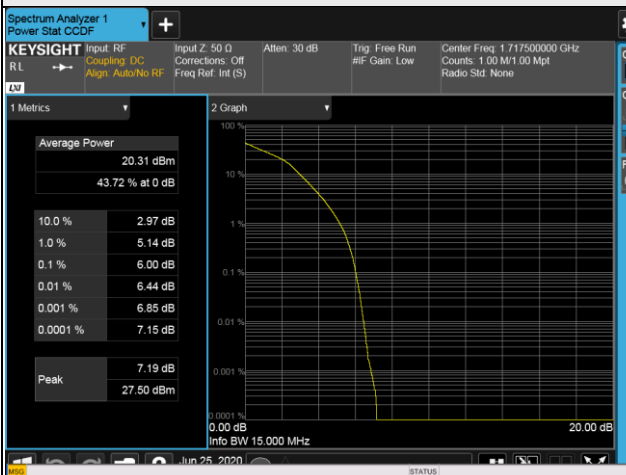 Spectrum Analyzer 1
Power Stat CCDF
KEYSIGHT
RL
LXI
Input: RF
Coupling: DC
Align: Auto/No RF
Input Z: 50 Ω
Corrections: Off
Freq Ref: Int (S)
Atten: 30 dB
Trig: Free Run
#IF Gain: Low
Center Freq: 1.717500000 GHz
Counts: 1.00 M/1.00 Mpt
Radio Std: None
1 Metrics
Average Power
20.31 dBm
43.72 % at 0 dB
10.0 % 2.97 dB
1.0 % 5.14 dB
0.1 % 6.00 dB
0.01 % 6.44 dB
0.001 % 6.85 dB
0.0001 % 7.15 dB
Peak 7.19 dB
27.50 dBm
2 Graph
100 %
10 %
1 %
0.1 %
0.01 %
0.001 %
0.0001 %
0.00 dB 20.00 dB
Info BW 15.000 MHz
Jun 25, 2020
MSG
STATUS